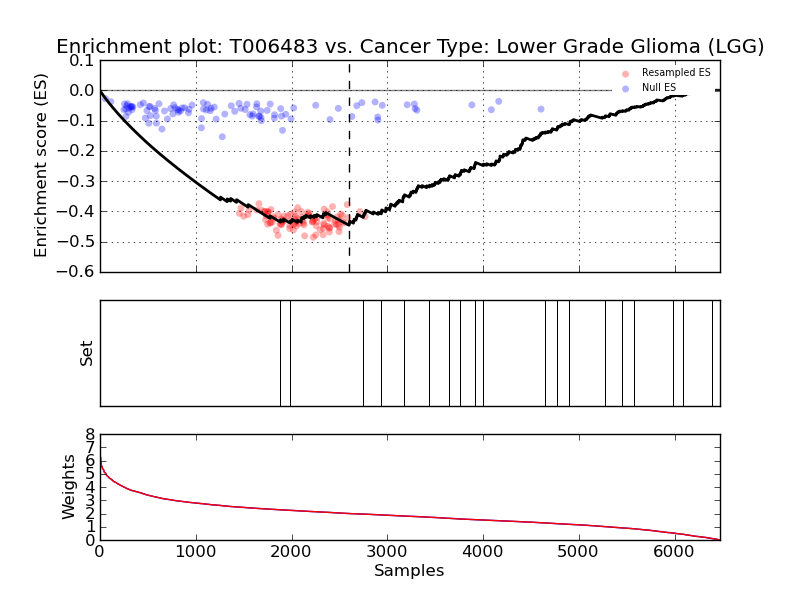 Enrichment plot: T006483 vs. Cancer Type: Lower Grade Glioma (LGG)
Enrichment score (ES)
0.1
0.0
−0.1
−0.2
−0.3
−0.4
−0.5
−0.6
Resampled ES
Null ES
Set
Weights
8
7
6
5
4
3
2
1
0
0 1000 2000 3000 4000 5000 6000
Samples